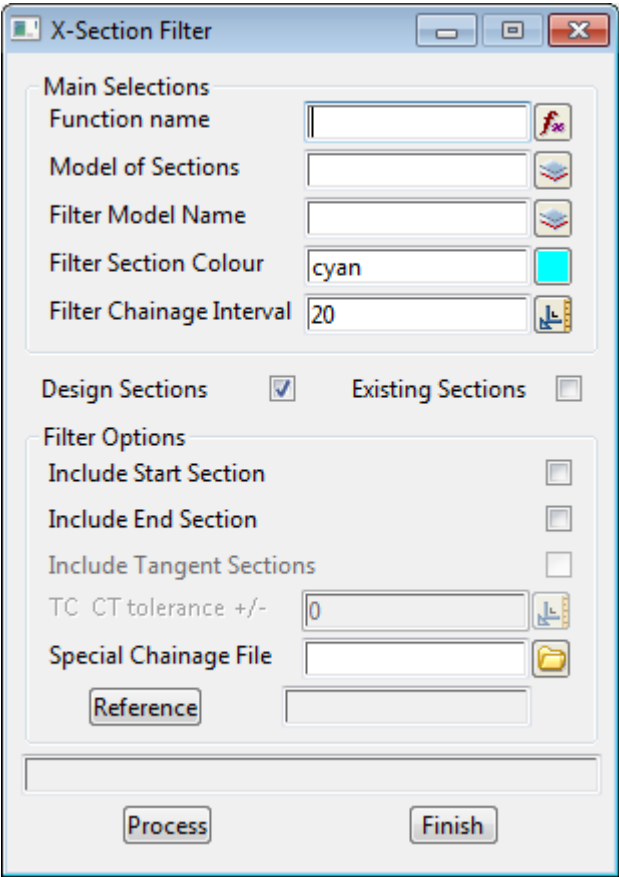 X-Section Filter
Main Selections
Function name
Model of Sections
Filter Model Name
Filter Section Colour cyan
Filter Chainage Interval 20
Design Sections Existing Sections
Filter Options
Include Start Section
Include End Section
Include Tangent Sections
TC CT tolerance +/- 0
Special Chainage File
Reference
Process Finish